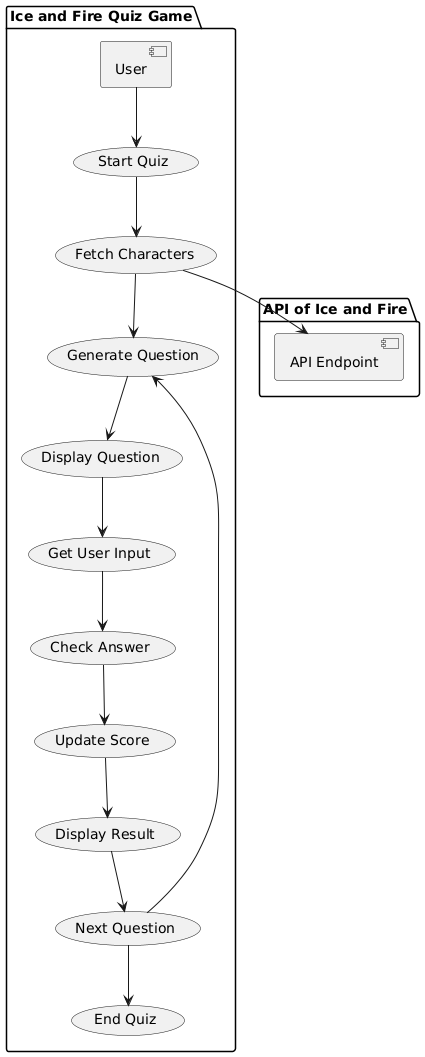 Ice and Fire Quiz Game
User
Start Quiz
Fetch Characters
API of Ice and Fire
Generate Question
API Endpoint
Display Question
Get User Input
Check Answer
Update Score
Display Result
Next Question
End Quiz